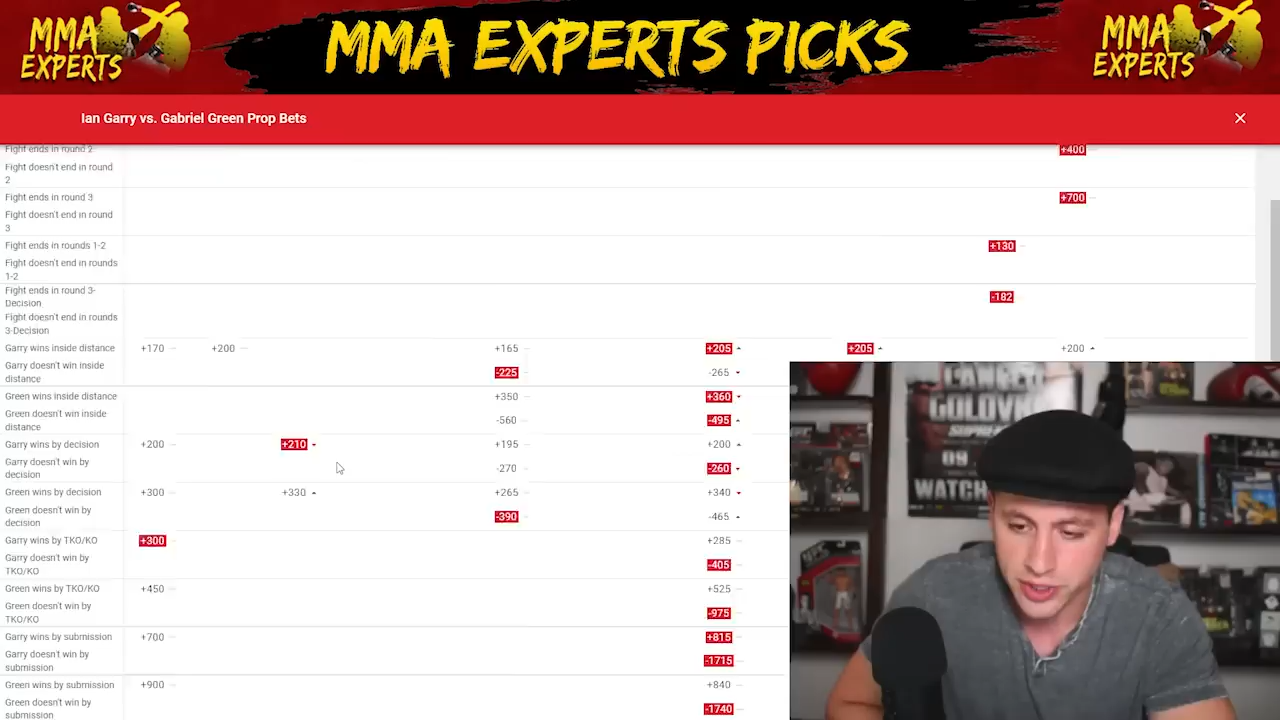 MMA EXPERTS
MMA EXPERTS PICKS
MMA EXPERTS
Ian Garry vs. Gabriel Green Prop Bets
Fight ends in round 2 +400
Fight doesn't end in round
2
Fight ends in round 3 +700
Fight doesn't end in round
3
Fight ends in rounds 1-2 +130
Fight doesn't end in rounds
1-2
Fight ends in round 3-
Decision -182
Fight doesn't end in rounds
3-Decision
Garry wins inside distance +170 +200 +165 +205 +205 +200
Garry doesn't win inside
distance -225 -265
Green wins inside distance +350 +360
Green doesn't win inside
distance -560 -495
Garry wins by decision +200 +210 +195 +200
Garry doesn't win by
decision -270 -260
Green wins by decision +300 +330 +265 +340
Green doesn't win by
decision -390 -465
Garry wins by TKO/KO +300 +285
Garry doesn't win by
TKO/KO -405
Green wins by TKO/KO +450 +525
Green doesn't win by
TKO/KO -975
Garry wins by submission +700 +815
Garry doesn't win by
submission -1715
Green wins by submission +900 +840
Green doesn't win by
submission -1740
09
WATCH